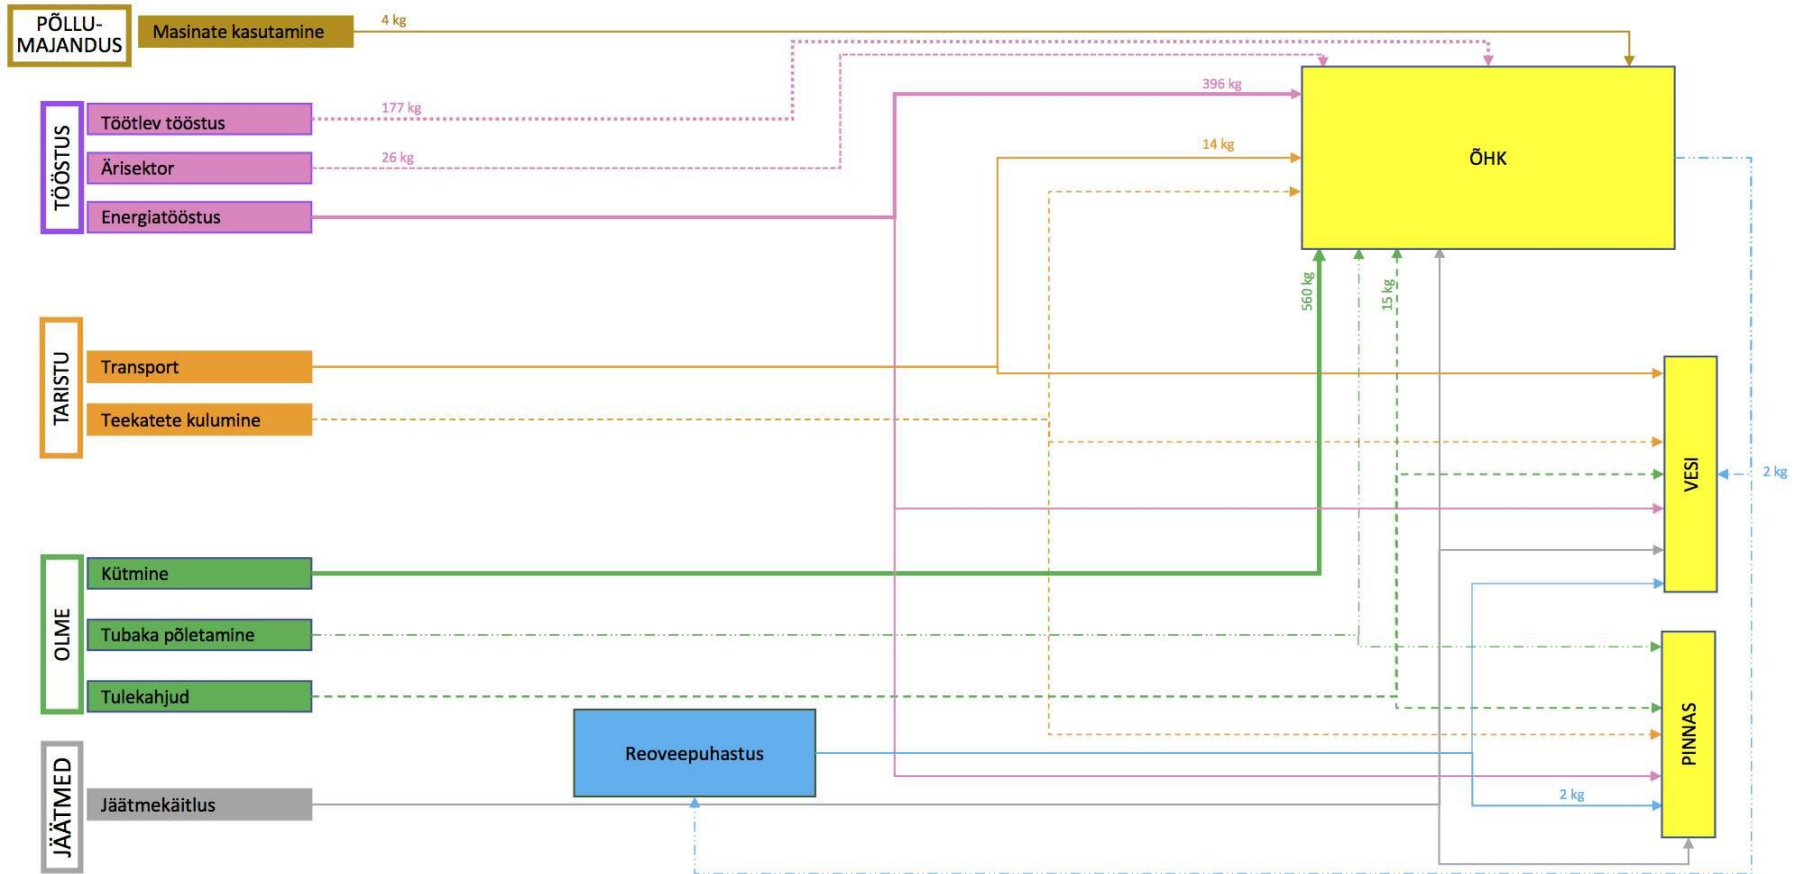 PÕLLU-
MAJANDUS
Masinate kasutamine
4 kg
TÖÖSTUS
Töötlev tööstus
177 kg
396 kg
Ärisektor
26 kg
14 kg
ÕHK
Energiatööstus
560 kg
15 kg
TARISTU
Transport
Teekatete kulumine
VESI
2 kg
OLME
Kütmine
Tubaka põletamine
Tulekahjud
PINNAS
Reoveepuhastus
JÄÄTMED
Jäätmekäitlus
2 kg